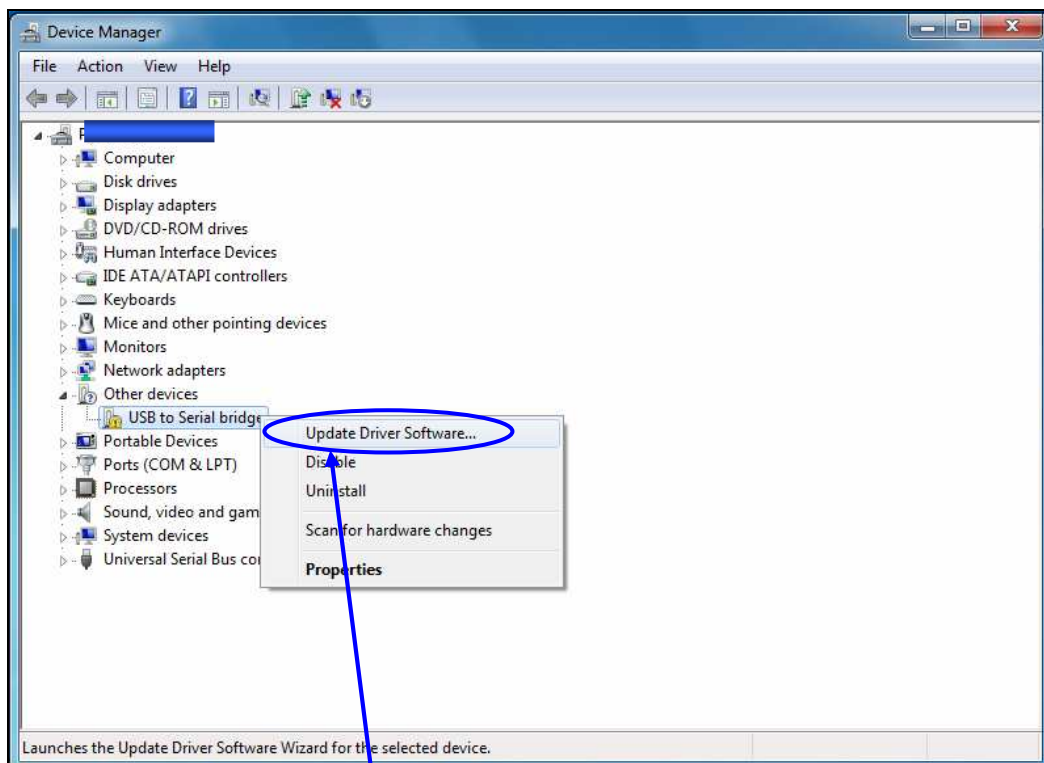 Device Manager
File Action View Help
Computer
Disk drives
Display adapters
DVD/CD-ROM drives
Human Interface Devices
IDE ATA/ATAPI controllers
Keyboards
Mice and other pointing devices
Monitors
Network adapters
Other devices
USB to Serial bridge
Portable Devices
Ports (COM & LPT)
Processors
Sound, video and gam
System devices
Universal Serial Bus co
Update Driver Software...
Disable
Uninstall
Scan for hardware changes
Properties
Launches the Update Driver Software Wizard for the selected device.